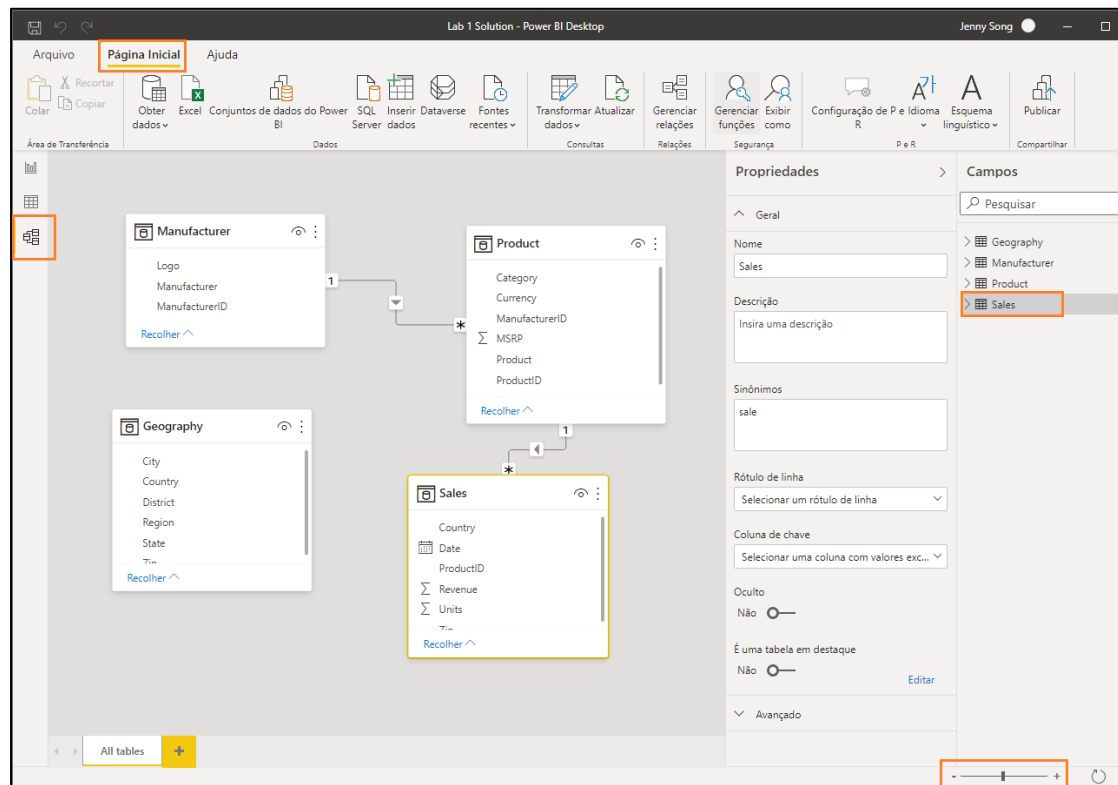 Lab 1 Solution - Power BI Desktop
Jenny Song
Arquivo
Página Inicial
Ajuda
Colar
Recortar
Copiar
Obter dados
Excel
Conjuntos de dados do Power BI
SQL Server
Inserir dados
Dataverse
Fontes recentes
Transformar dados
Atualizar
Gerenciar relações
Gerenciar funções
Exibir como
Configuração de P e R
Idioma
Esquema linguístico
Publicar
Área de Transferência
Dados
Consultas
Relações
Segurança
P e R
Compartilhar
Manufacturer
Logo
Manufacturer
ManufacturerID
Recolher
1
*
Product
Category
Currency
ManufacturerID
MSRP
Product
ProductID
Recolher
1
*
Geography
City
Country
District
Region
State
Zip
Recolher
Sales
Country
Date
ProductID
Revenue
Units
Zip
Recolher
Propriedades
Geral
Nome
Sales
Descrição
Insira uma descrição
Sinônimos
sale
Rótulo de linha
Selecionar um rótulo de linha
Coluna de chave
Selecionar uma coluna com valores exc...
Oculto
Não
É uma tabela em destaque
Não
Editar
Avançado
Campos
Pesquisar
Geography
Manufacturer
Product
Sales
All tables
+
- +